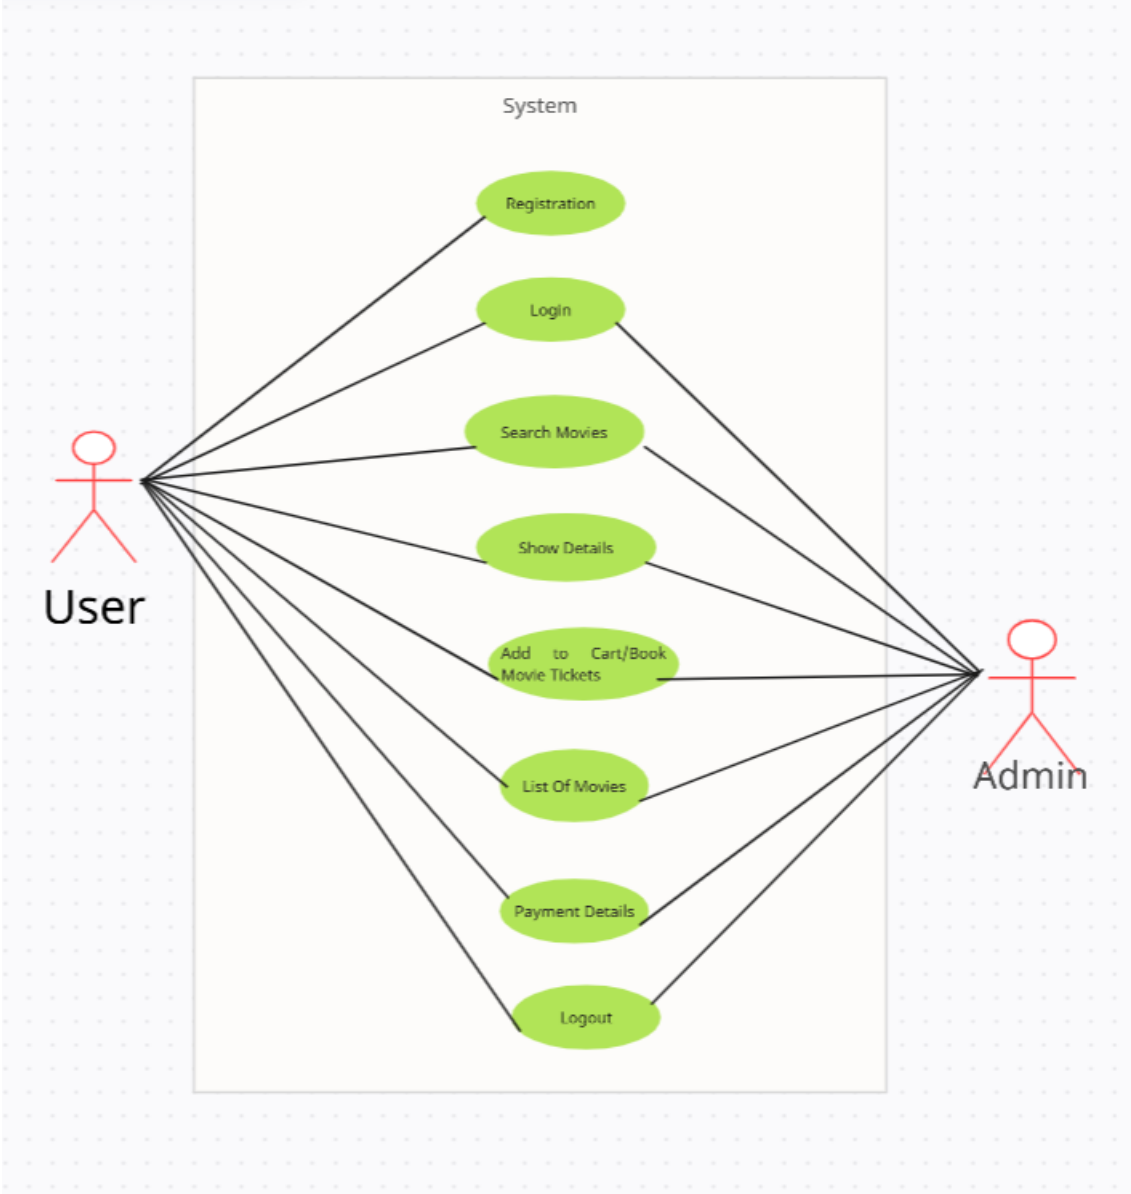 System
Registration
LogIn
Search Movies
Show Details
User
Add to Cart/Book
Movie Tickets
Admin
List Of Movies
Payment Details
Logout